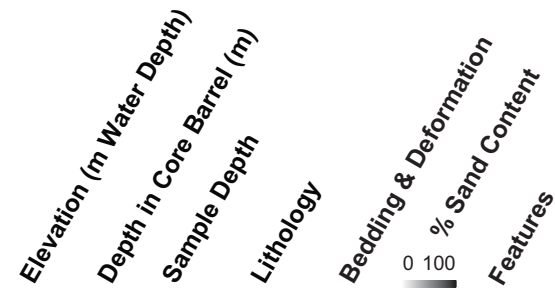 Elevation (m Water Depth)
Depth in Core Barrel (m)
Sample Depth
Lithology
Bedding & Deformation
% Sand Content
0 100
Features